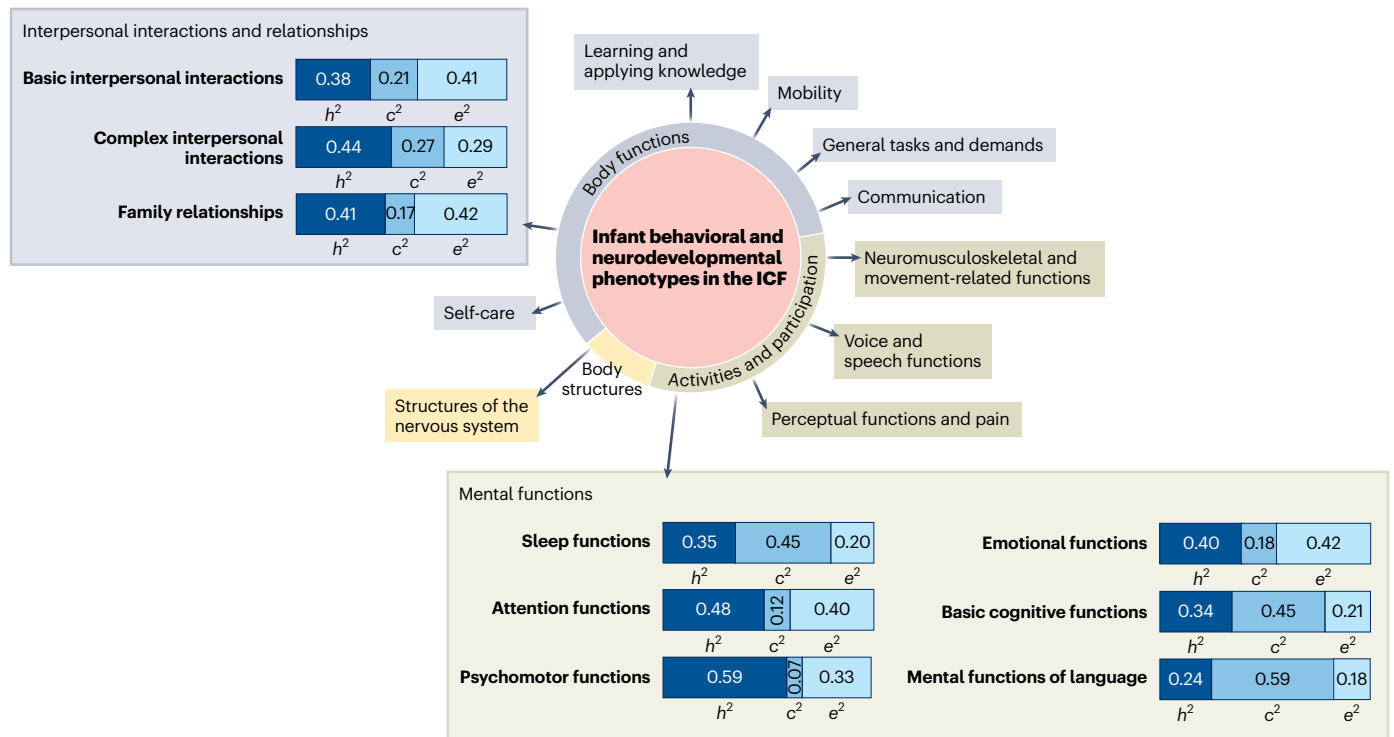 Interpersonal interactions and relationships
Basic interpersonal interactions
0.38 0.21 0.41
h² c² e²
Complex interpersonal
interactions
0.44 0.27 0.29
h² c² e²
Family relationships
0.41 0.17 0.42
h² c² e²
Learning and
applying knowledge
Mobility
General tasks and demands
Communication
Body functions
Infant behavioral and
neurodevelopmental
phenotypes in the ICF
Activities and participation
Neuromusculoskeletal and
movement-related functions
Self-care
Voice and
speech functions
Body
structures
Structures of the
nervous system
Perceptual functions and pain
Mental functions
Sleep functions
0.35 0.45 0.20
h² c² e²
Attention functions
0.48 0.12 0.40
h² c² e²
Psychomotor functions
0.59 0.07 0.33
h² c² e²
Emotional functions
0.40 0.18 0.42
h² c² e²
Basic cognitive functions
0.34 0.45 0.21
h² c² e²
Mental functions of language
0.24 0.59 0.18
h² c² e²